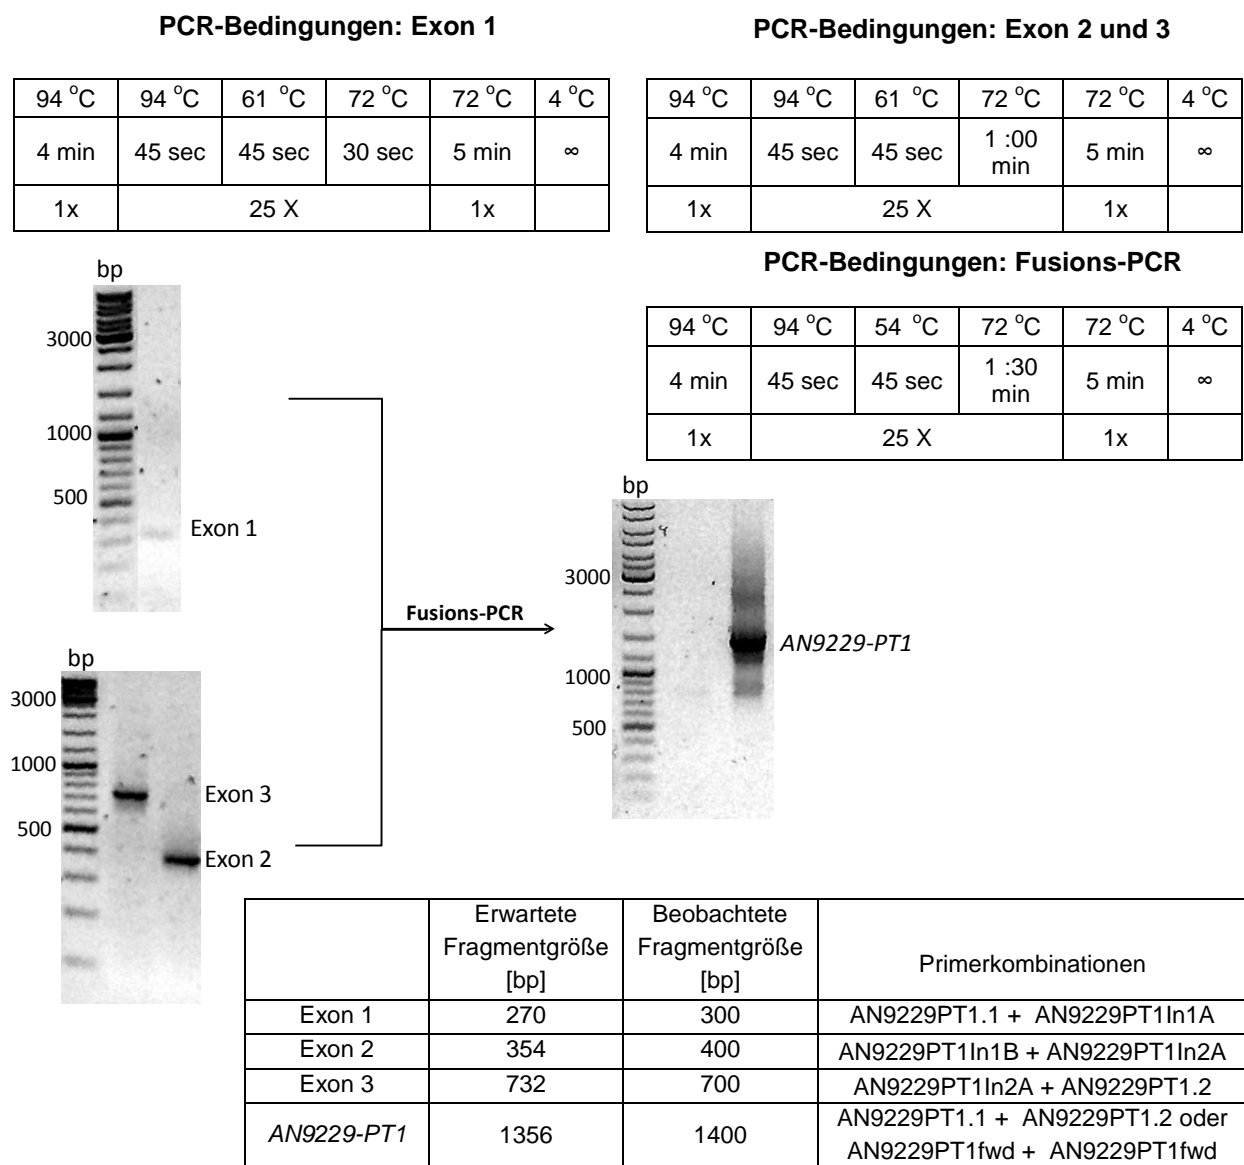 PCR-Bedingungen: Exon 1
94 °C 94 °C 61 °C 72 °C 72 °C 4 °C
4 min 45 sec 45 sec 30 sec 5 min ∞
1x 25 X 1x
PCR-Bedingungen: Exon 2 und 3
94 °C 94 °C 61 °C 72 °C 72 °C 4 °C
4 min 45 sec 45 sec 1 :00 min 5 min ∞
1x 25 X 1x
PCR-Bedingungen: Fusions-PCR
94 °C 94 °C 54 °C 72 °C 72 °C 4 °C
4 min 45 sec 45 sec 1 :30 min 5 min ∞
1x 25 X 1x
bp
3000
1000
500
Exon 1
bp
3000
1000
500
Exon 3
Exon 2
Fusions-PCR
bp
3000
1000
500
AN9229-PT1
Erwartete Fragmentgröße [bp] Beobachtete Fragmentgröße [bp] Primerkombinationen
Exon 1 270 300 AN9229PT1.1 + AN9229PT1In1A
Exon 2 354 400 AN9229PT1In1B + AN9229PT1In2A
Exon 3 732 700 AN9229PT1In2A + AN9229PT1.2
AN9229-PT1 1356 1400 AN9229PT1.1 + AN9229PT1.2 oder
AN9229PT1fwd + AN9229PT1fwd